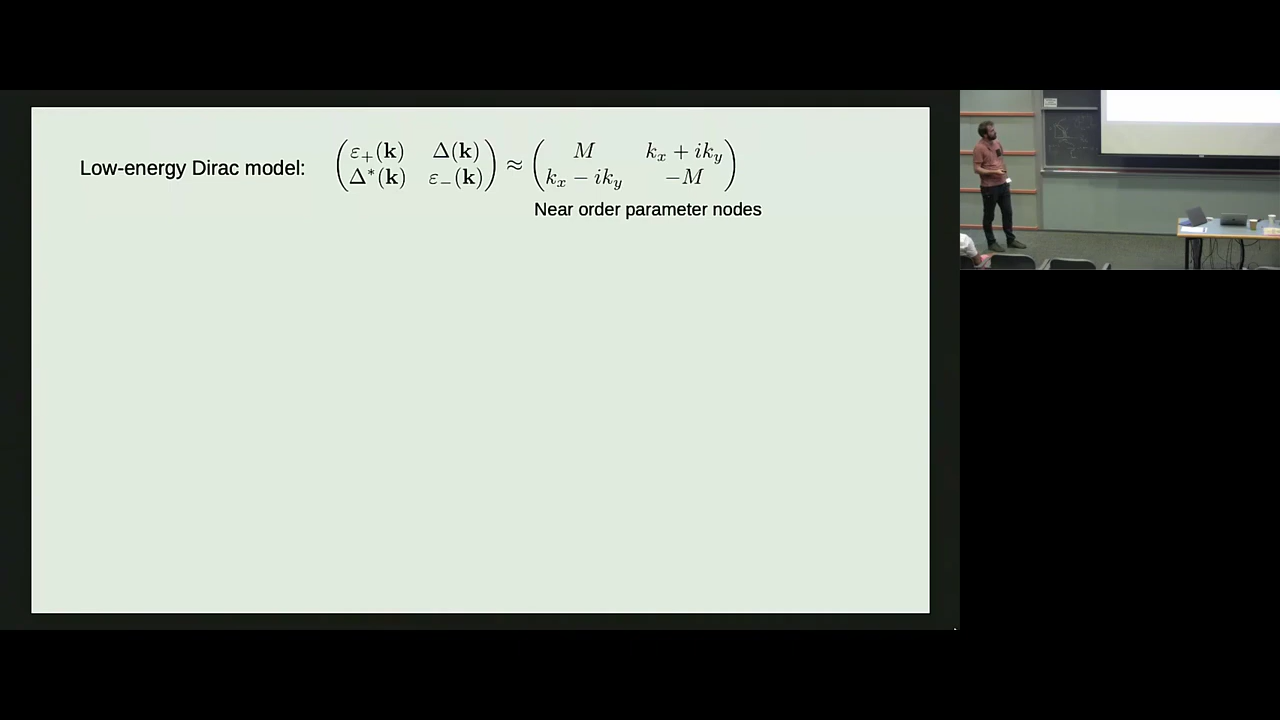 Low-energy Dirac model: $\begin{pmatrix} \varepsilon_+(\mathbf{k}) & \Delta(\mathbf{k}) \\ \Delta^*(\mathbf{k}) & \varepsilon_-(\mathbf{k}) \end{pmatrix} \approx \begin{pmatrix} M & k_x + ik_y \\ k_x - ik_y & -M \end{pmatrix}$
Near order parameter nodes